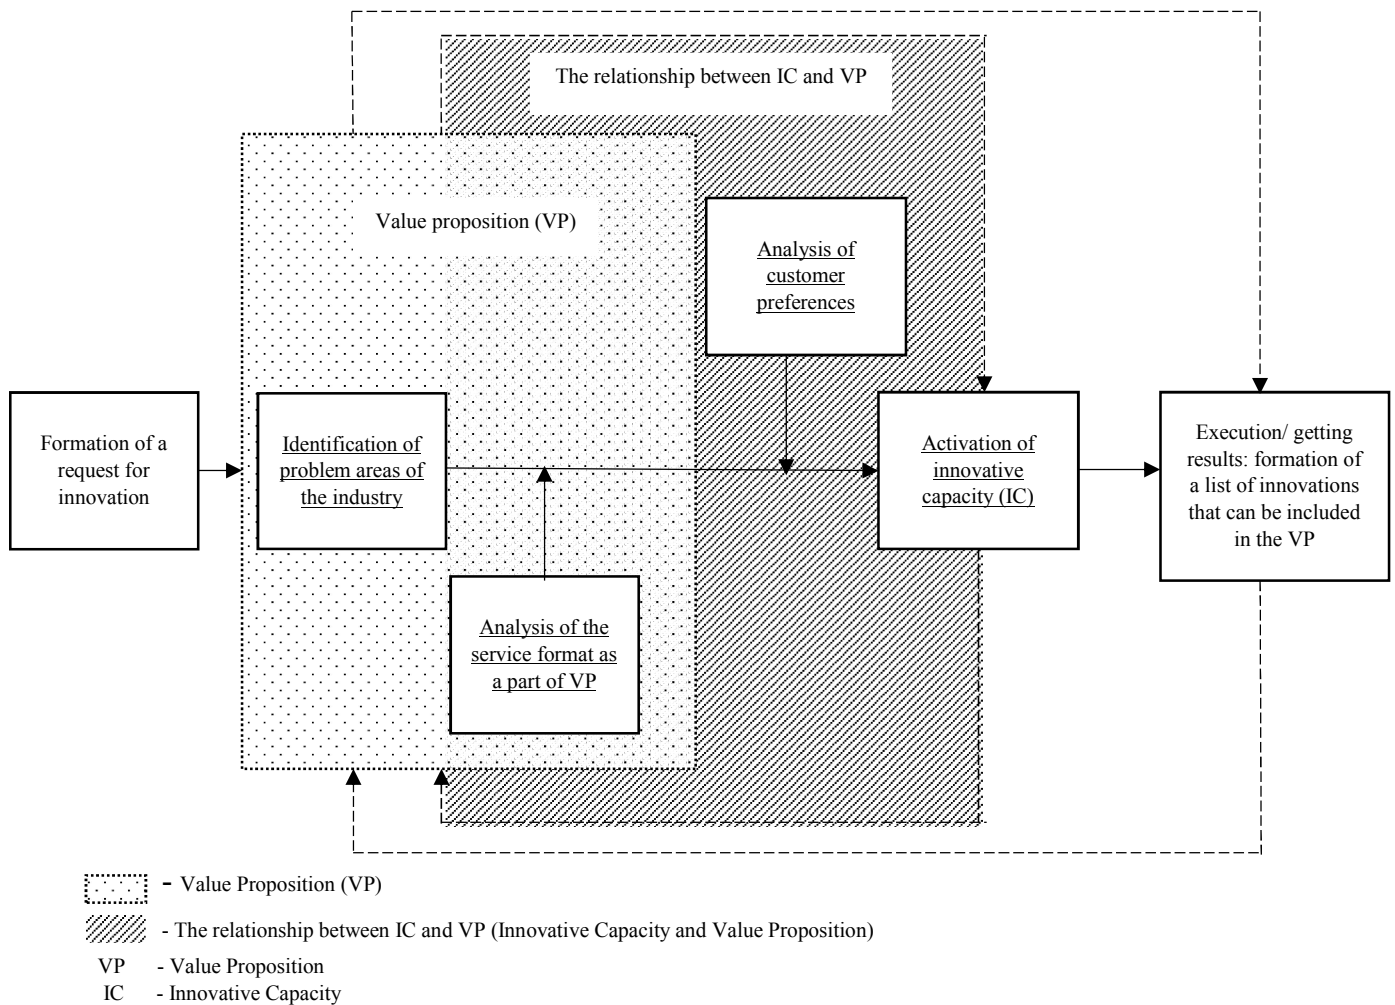 The relationship between IC and VP
Value proposition (VP)
Analysis of
customer
preferences
Formation of a
request for
innovation
Identification of
problem areas of
the industry
Activation of
innovative
capacity (IC)
Execution/ getting
results: formation of
a list of innovations
that can be included
in the VP
Analysis of the
service format as
a part of VP
- Value Proposition (VP)
- The relationship between IC and VP (Innovative Capacity and Value Proposition)
VP - Value Proposition
IC - Innovative Capacity